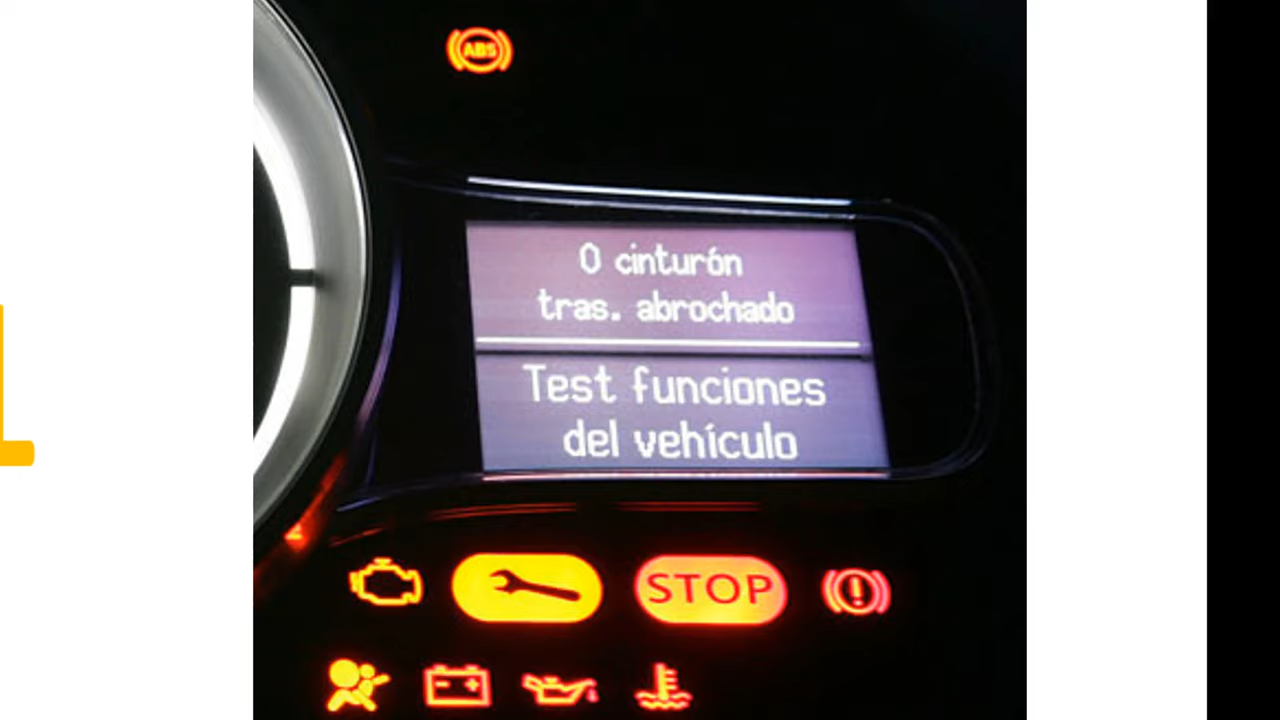 ABS
0 cinturón
tras. abrochado
Test funciones
del vehículo
STOP